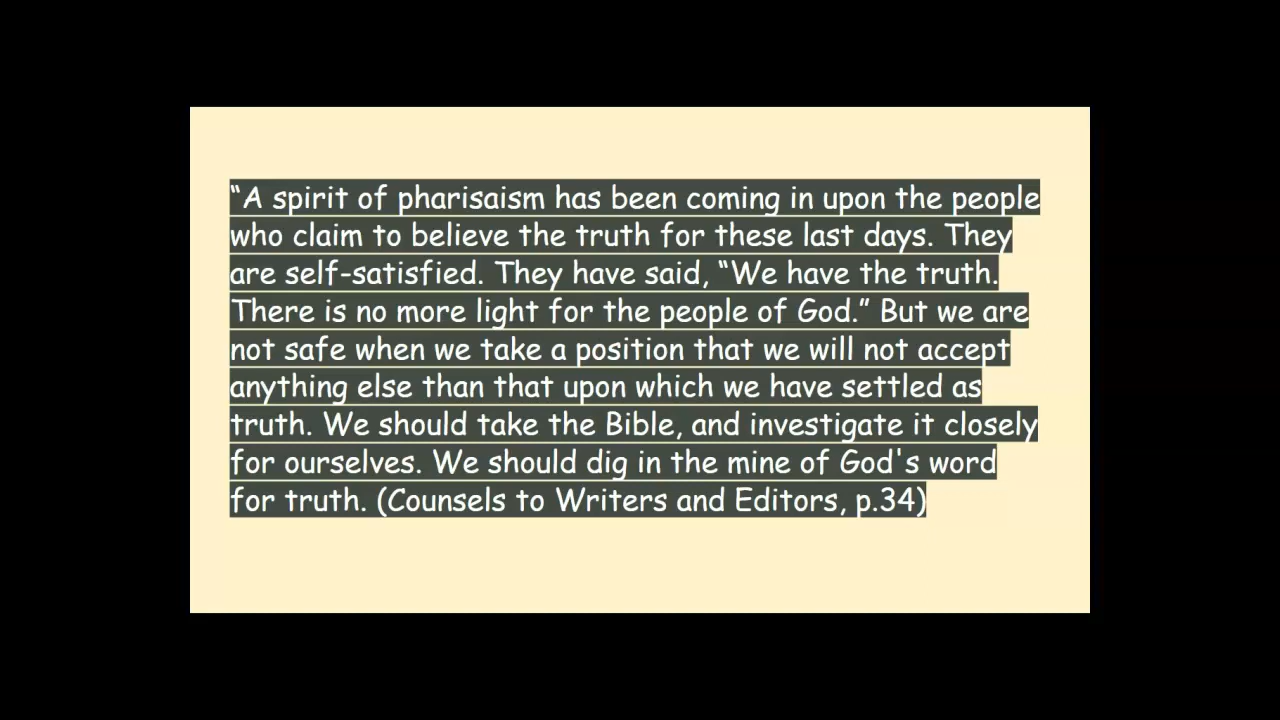 “A spirit of pharisaism has been coming in upon the people
who claim to believe the truth for these last days. They
are self-satisfied. They have said, “We have the truth.
There is no more light for the people of God.” But we are
not safe when we take a position that we will not accept
anything else than that upon which we have settled as
truth. We should take the Bible, and investigate it closely
for ourselves. We should dig in the mine of God's word
for truth. (Counsels to Writers and Editors, p.34)